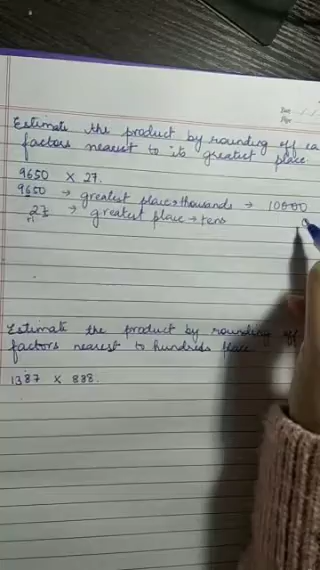 Estimate the product by rounding off ea
factors nearest to its greatest place.
9650 × 27.
9650 → greatest place → thousands → 10000
27 → greatest place → tens
+1
Estimate the product by rounding off
factors nearest to hundreds place
1387 × 888.